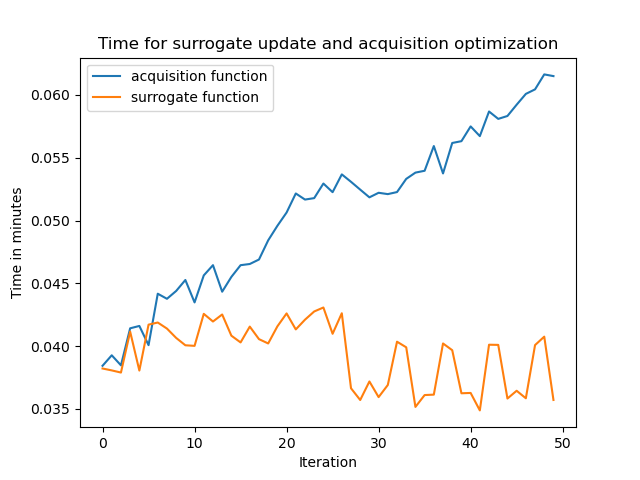 Time for surrogate update and acquisition optimization
acquisition function
surrogate function
0.060
0.055
0.050
0.045
0.040
0.035
Time in minutes
0 10 20 30 40 50
Iteration